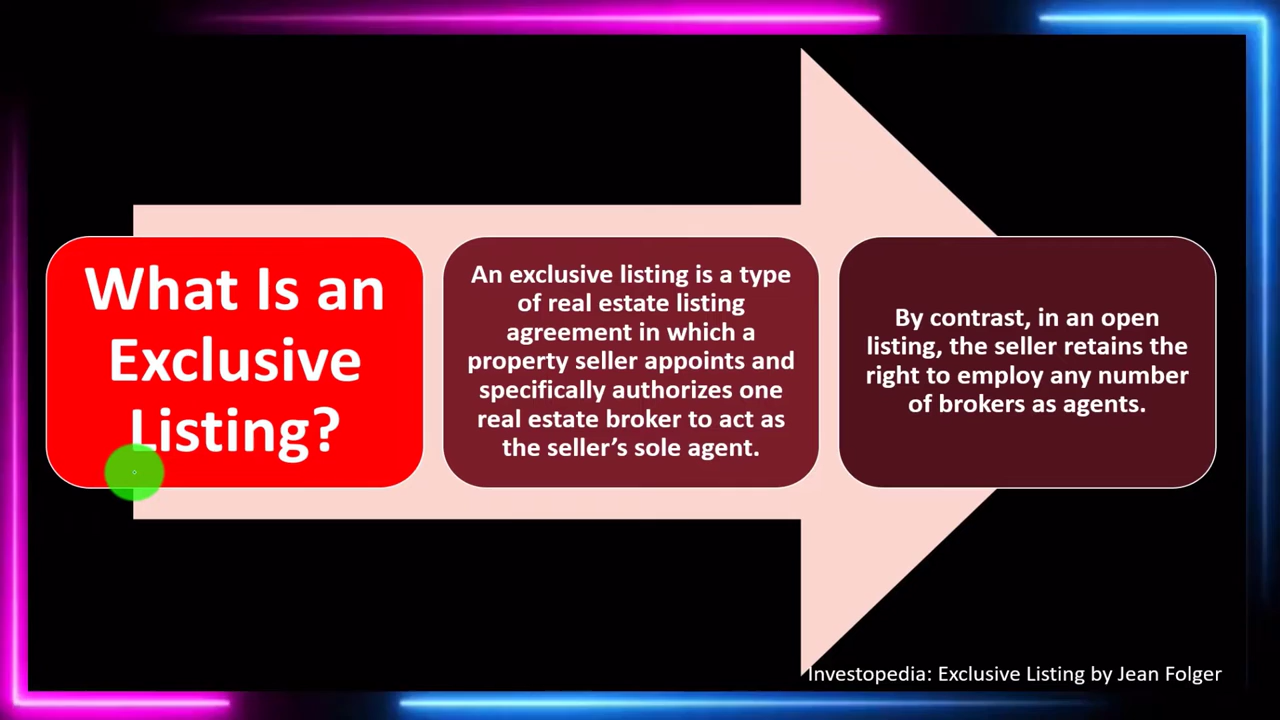 What Is an
Exclusive
Listing?
An exclusive listing is a type
of real estate listing
agreement in which a
property seller appoints and
specifically authorizes one
real estate broker to act as
the seller’s sole agent.
By contrast, in an open
listing, the seller retains the
right to employ any number
of brokers as agents.
Investopedia: Exclusive Listing by Jean Folger